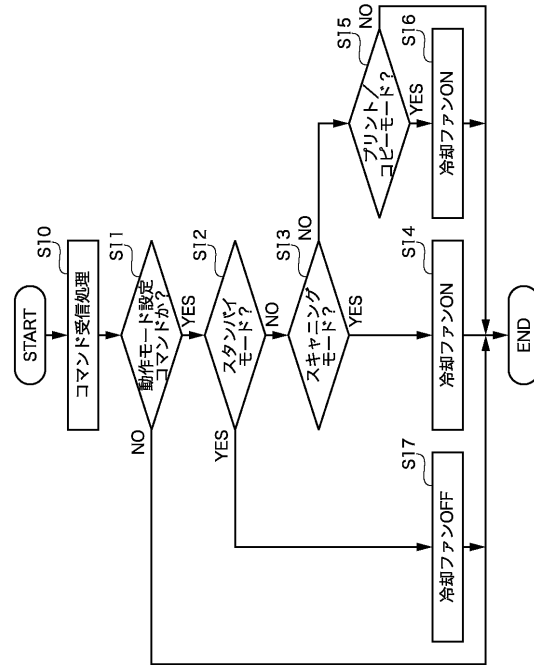 START
S10
コマンド受信処理
S11
動作モード設定
コマンドか？
NO
YES
S12
スタンバイ
モード？
YES
NO
S13
スキャニング
モード？
NO
YES
S15
プリント／
コピーモード？
NO
YES
S17
冷却ファンOFF
S14
冷却ファンON
S16
冷却ファンON
END